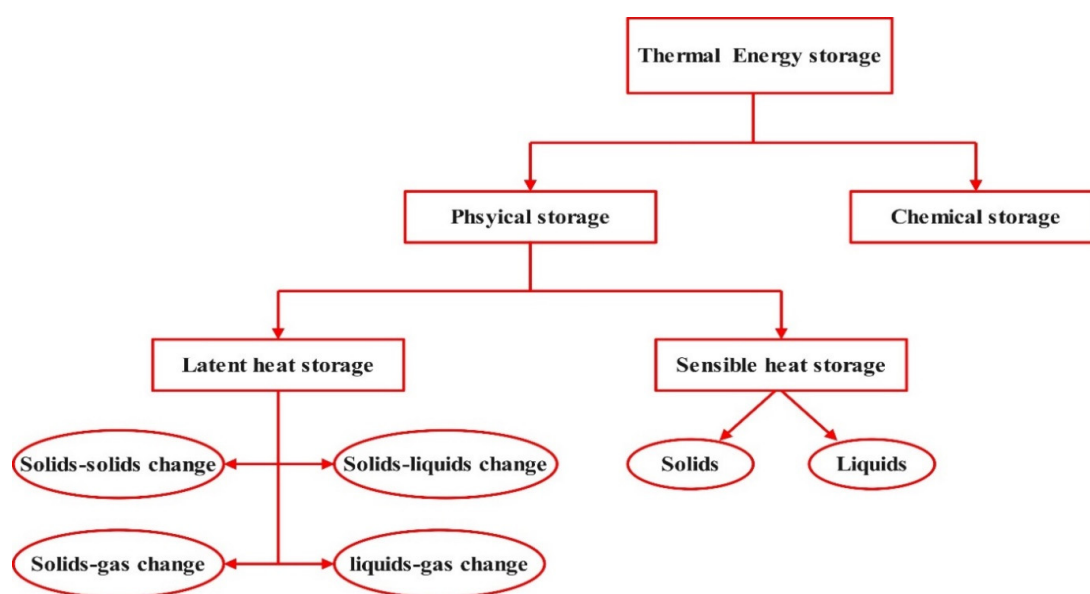 Thermal Energy storage
Phsyical storage
Chemical storage
Latent heat storage
Sensible heat storage
Solids-solids change
Solids-liquids change
Solids
Liquids
Solids-gas change
liquids-gas change